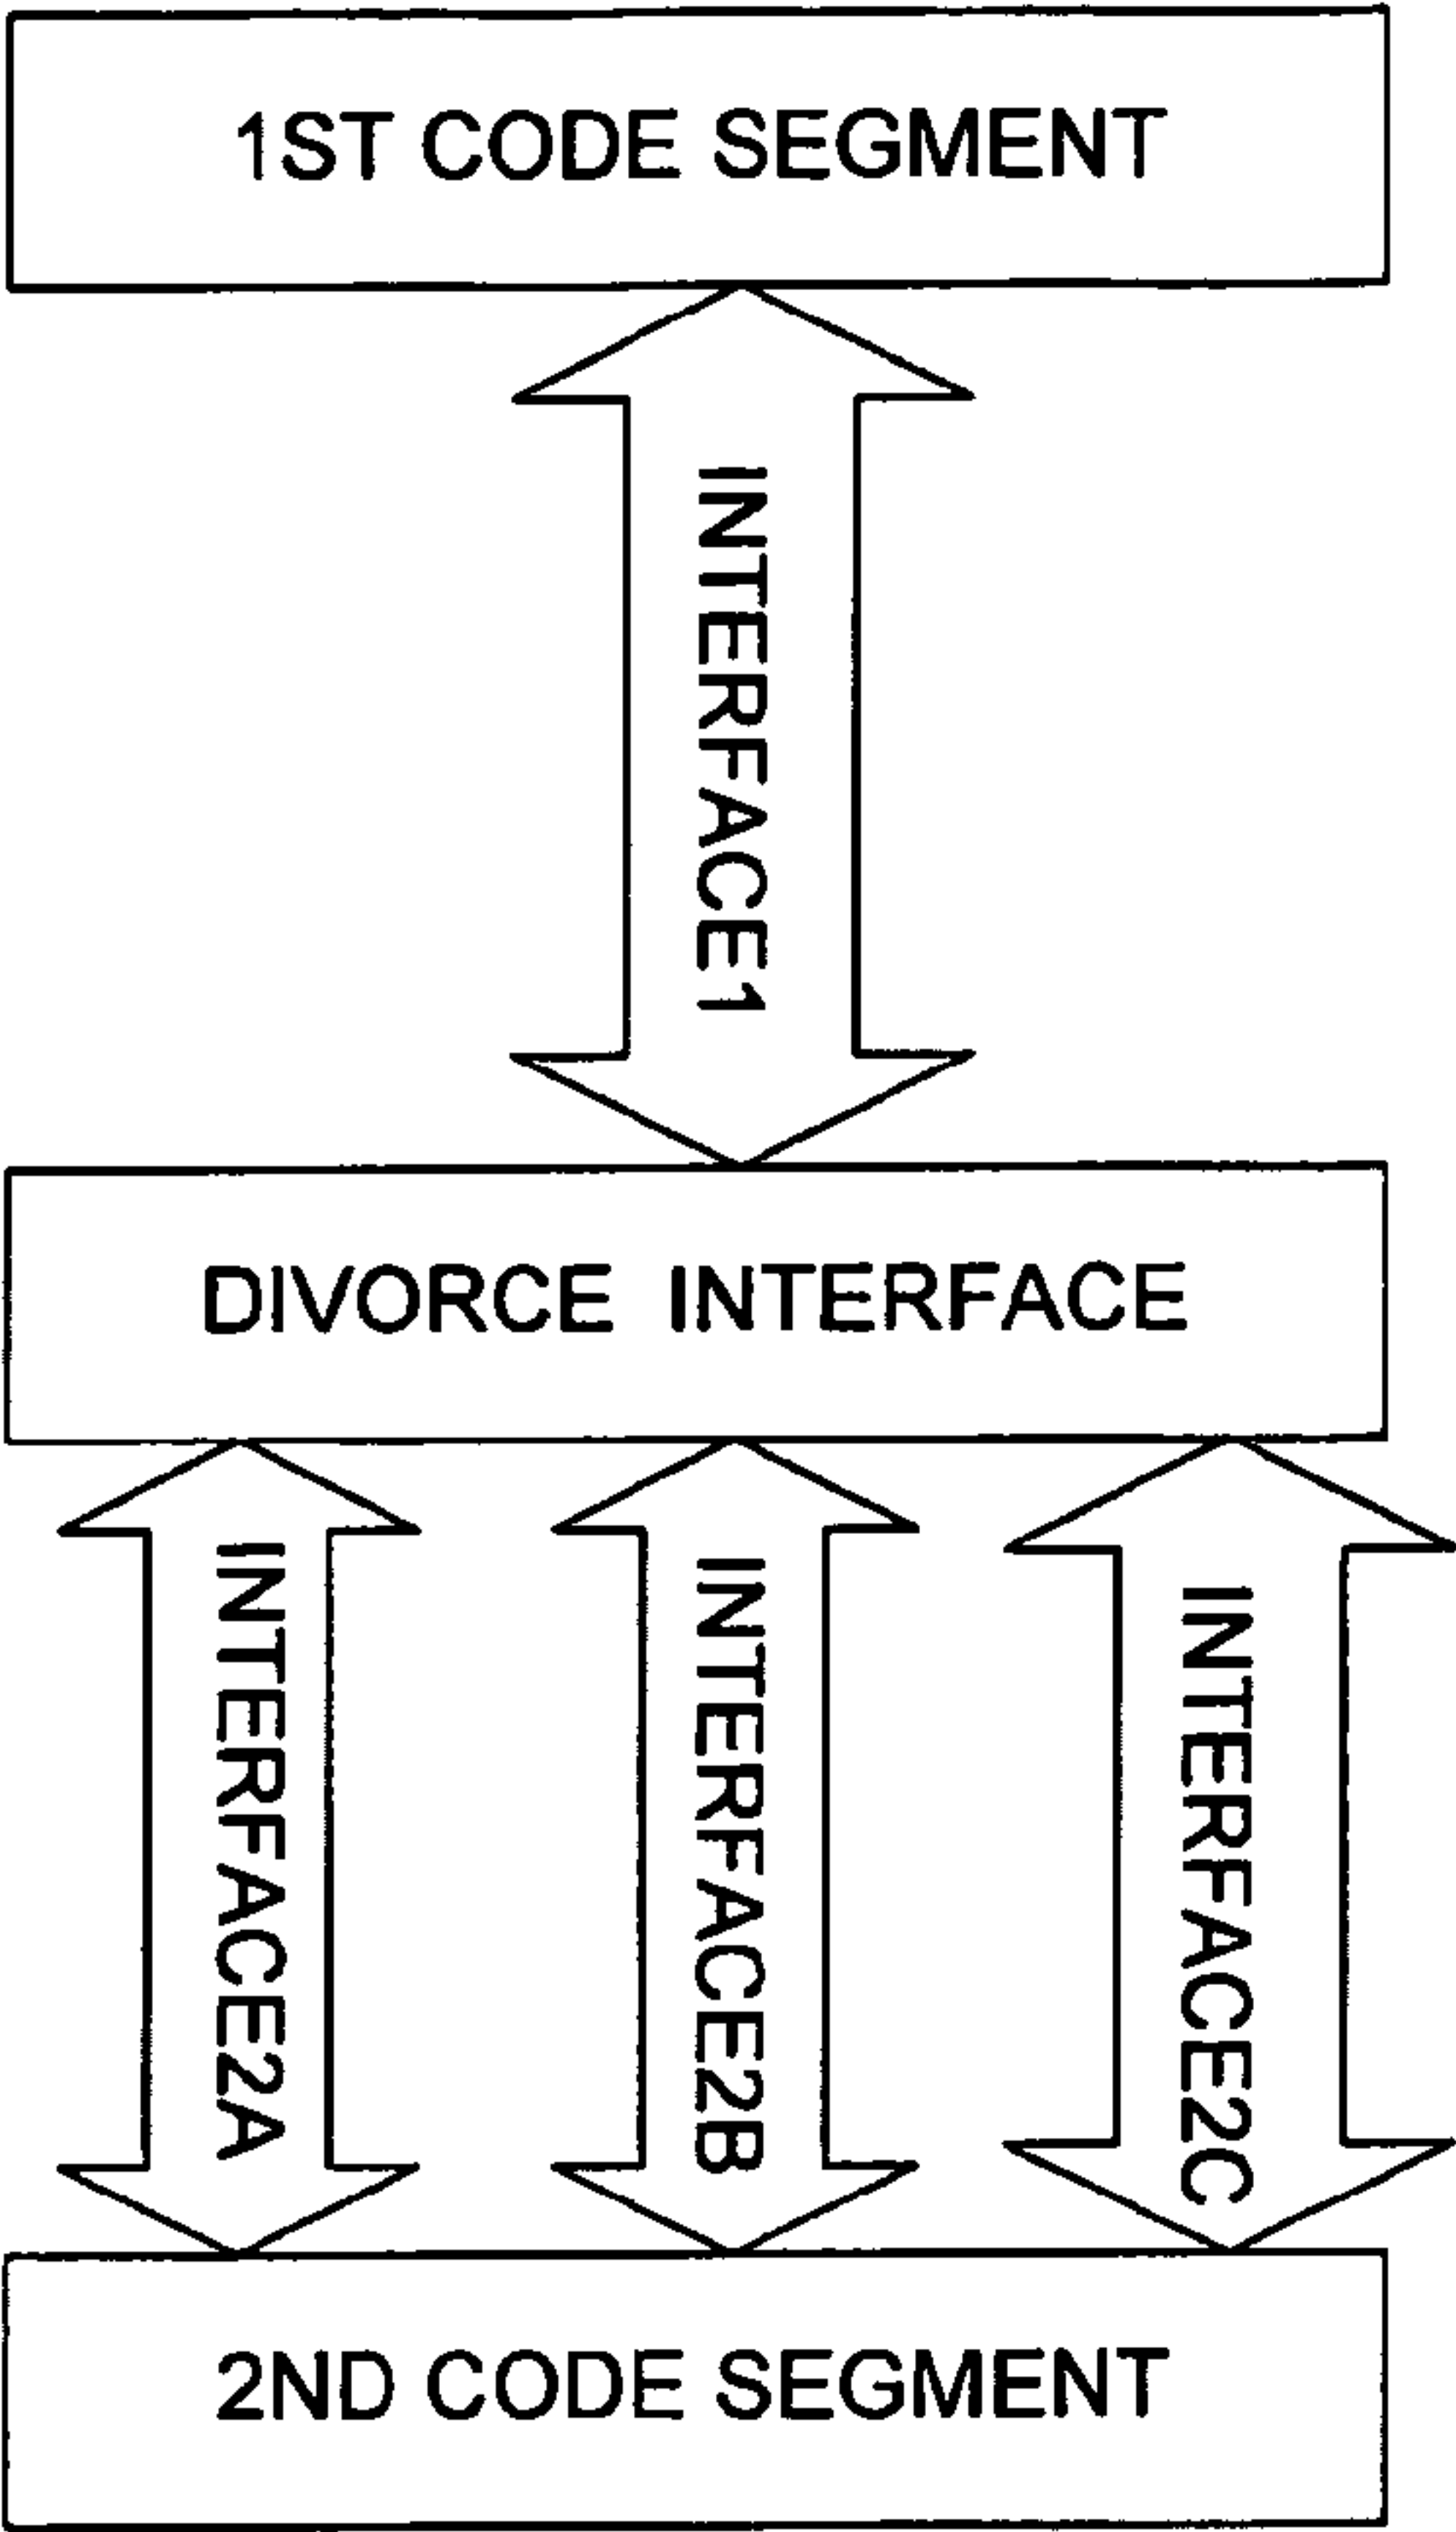 1ST CODE SEGMENT
INTERFACE1
DIVORCE INTERFACE
INTERFACE2A
INTERFACE2B
INTERFACE2C
2ND CODE SEGMENT